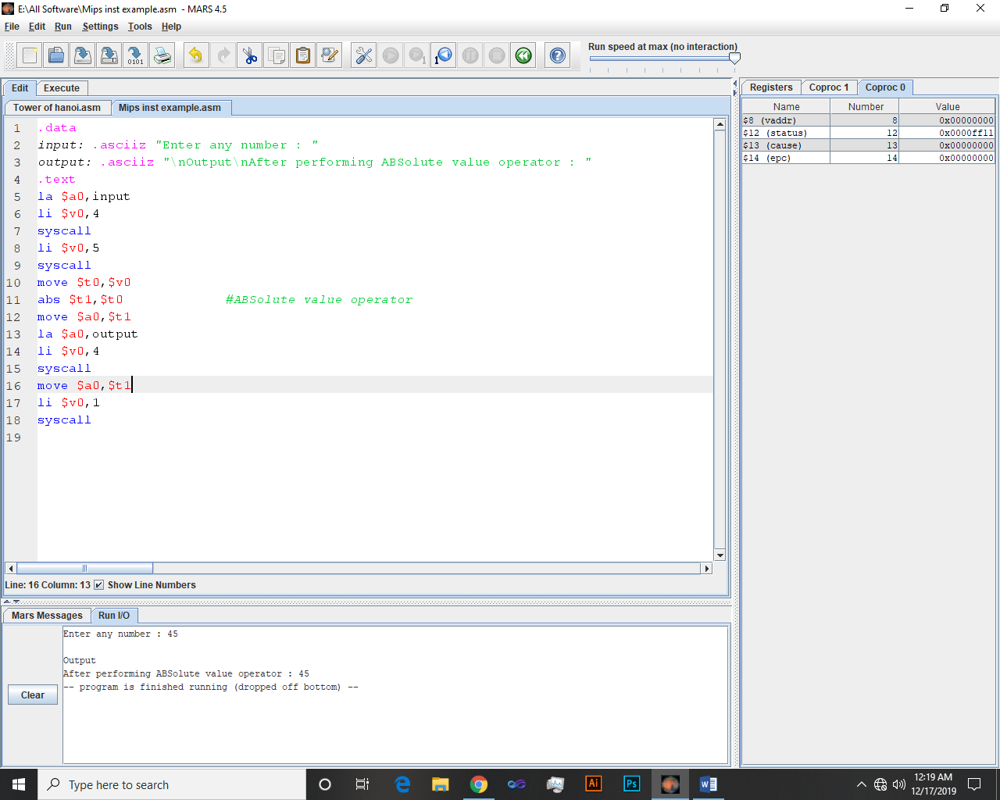 E:\All Software\Mips inst example.asm - MARS 4.5
File Edit Run Settings Tools Help
Run speed at max (no interaction)
Edit Execute
Tower of hanoi.asm Mips inst example.asm
1 .data
2 input: .asciiz "Enter any number : "
3 output: .asciiz "\nOutput\nAfter performing ABSolute value operator : "
4 .text
5 la $a0,input
6 li $v0,4
7 syscall
8 li $v0,5
9 syscall
10 move $t0,$v0
11 abs $t1,$t0 #ABSolute value operator
12 move $a0,$t1
13 la $a0,output
14 li $v0,4
15 syscall
16 move $a0,$t1
17 li $v0,1
18 syscall
19
Line: 16 Column: 13 Show Line Numbers
Mars Messages Run I/O
Clear
Enter any number : 45
Output
After performing ABSolute value operator : 45
-- program is finished running (dropped off bottom) --
Registers Coproc 1 Coproc 0
Name Number Value
$8 (vaddr) 8 0x00000000
$12 (status) 12 0x0000ff11
$13 (cause) 13 0x00000000
$14 (epc) 14 0x00000000
Type here to search
12:19 AM
12/17/2019